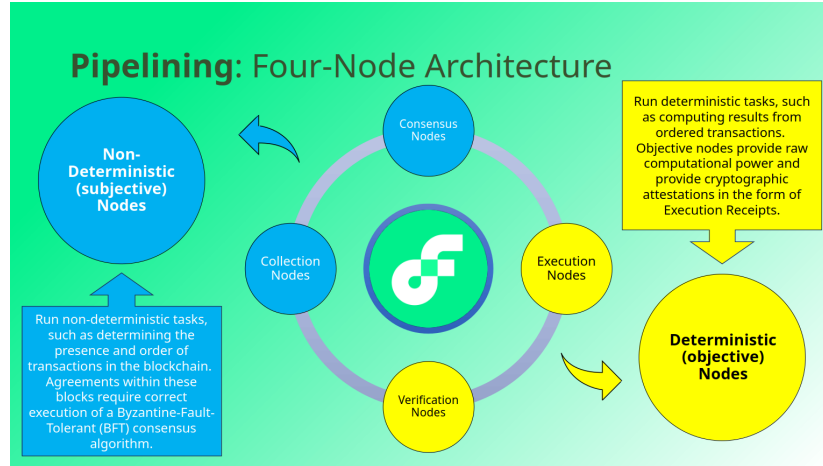 Pipelining: Four-Node Architecture
Non-
Deterministic
(subjective)
Nodes
Run non-deterministic tasks,
such as determining the
presence and order of
transactions in the blockchain.
Agreements within these
blocks require correct
execution of a Byzantine-Fault-
Tolerant (BFT) consensus
algorithm.
Consensus
Nodes
Collection
Nodes
Execution
Nodes
Verification
Nodes
Run deterministic tasks, such
as computing results from
ordered transactions.
Objective nodes provide raw
computational power and
provide cryptographic
attestations in the form of
Execution Receipts.
Deterministic
(objective)
Nodes